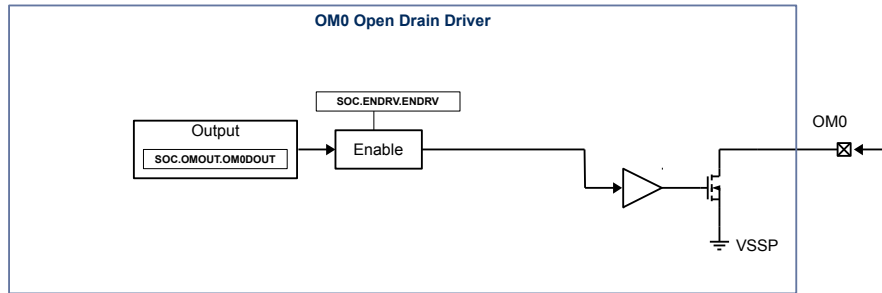 OM0 Open Drain Driver
SOC.ENDRV.ENDRV
Output
SOC.OMOUT.OM0DOUT
Enable
OM0
VSSP